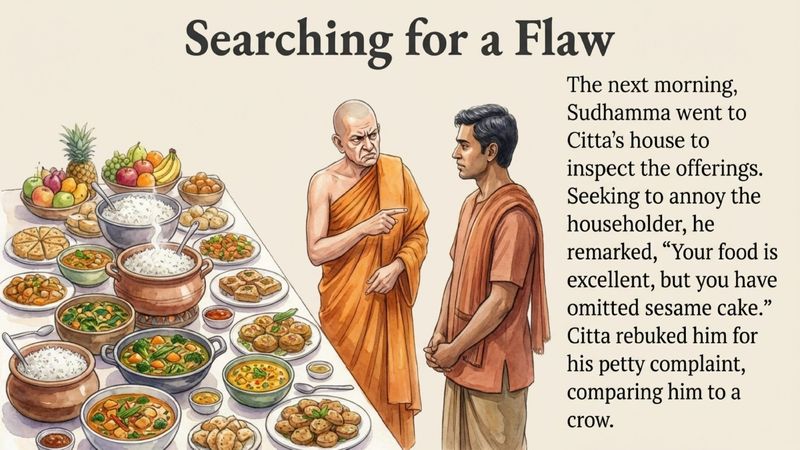 Searching for a Flaw
The next morning,
Sudhamma went to
Citta’s house to
inspect the offerings.
Seeking to annoy the
householder, he
remarked, “Your food is
excellent, but you have
omitted sesame cake.”
Citta rebuked him for
his petty complaint,
comparing him to a
crow.